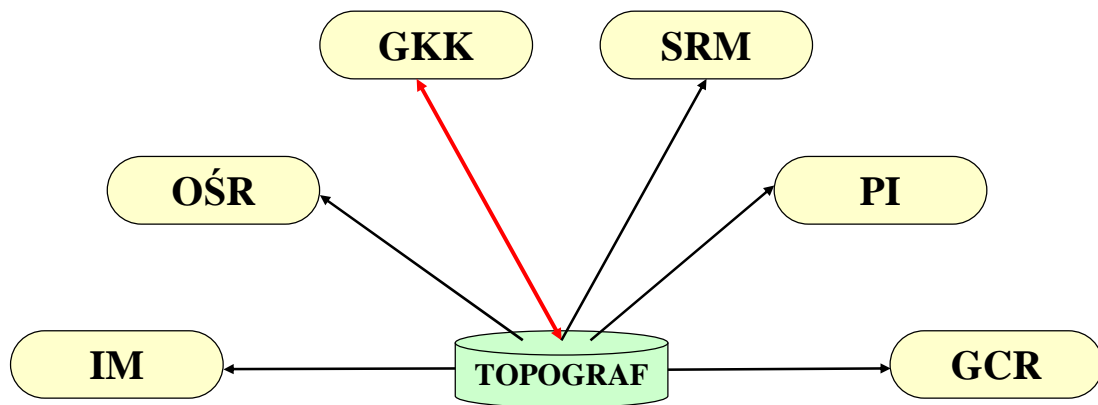 GKK
SRM
OŚR
PI
IM
TOPOGRAF
GCR